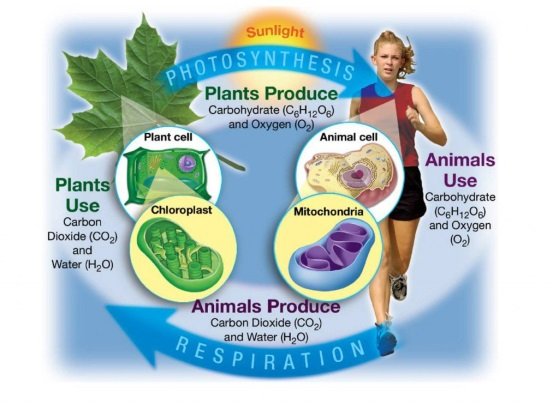 Sunlight
PHOTOSYNTHESIS
Plants Produce
Carbohydrate (C₆H₁₂O₆)
and Oxygen (O₂)
Plant cell
Animal cell
Chloroplast
Mitochondria
Plants
Use
Carbon
Dioxide (CO₂)
and
Water (H₂O)
Animals
Use
Carbohydrate
(C₆H₁₂O₆)
and Oxygen
(O₂)
Animals Produce
Carbon Dioxide (CO₂)
and Water (H₂O)
RESPIRATION